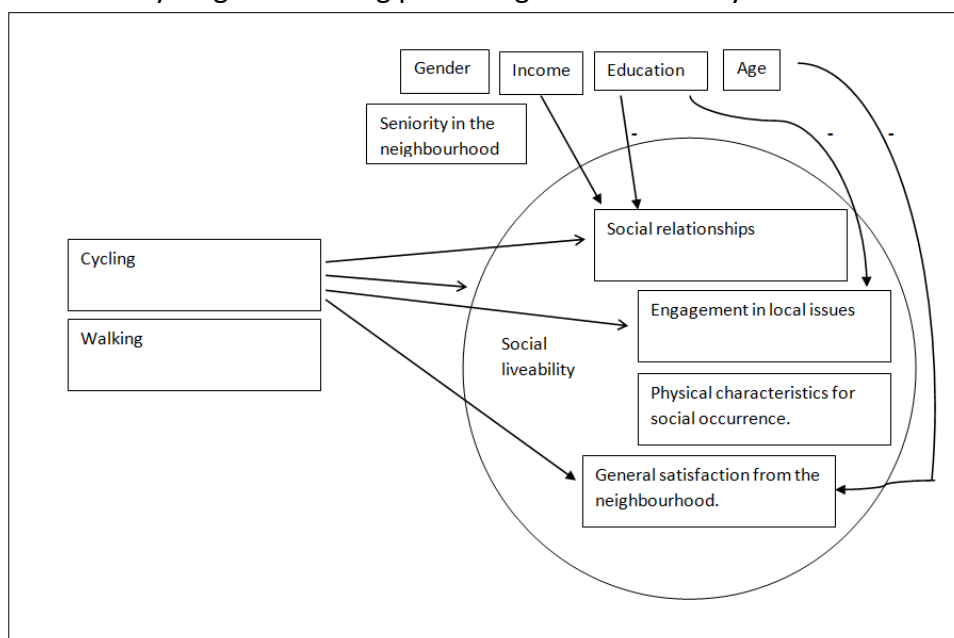 Gender
Income
Education
Age
Seniority in the
neighbourhood
-
-
-
Social relationships
Cycling
Engagement in local issues
Walking
Social
liveability
Physical characteristics for
social occurrence.
General satisfaction from the
neighbourhood.